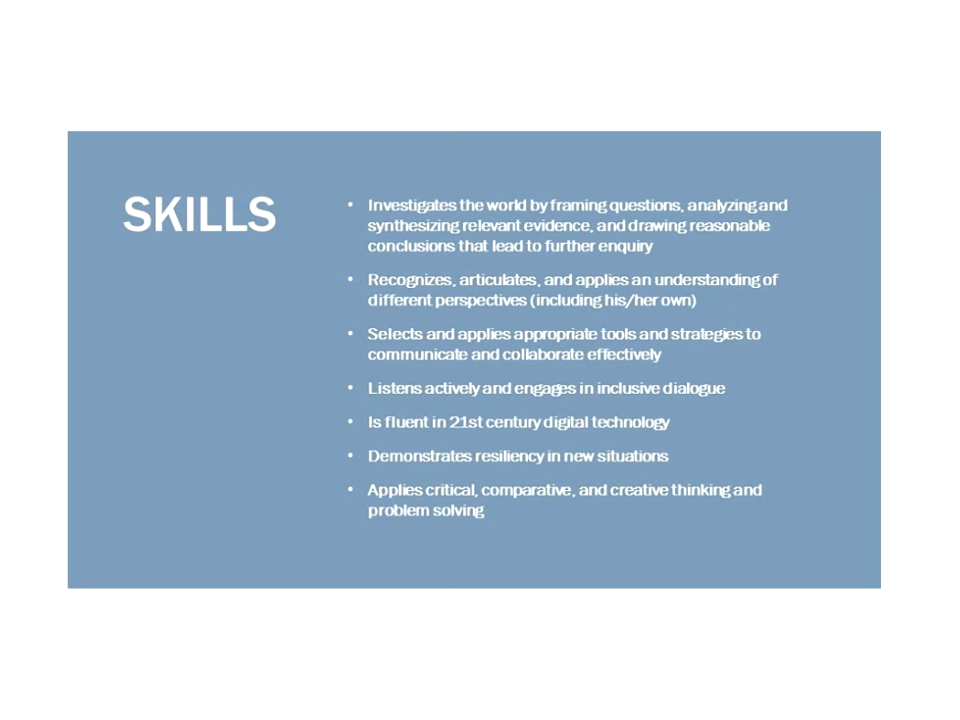 SKILLS
• Investigates the world by framing questions, analyzing and
synthesizing relevant evidence, and drawing reasonable
conclusions that lead to further enquiry
• Recognizes, articulates, and applies an understanding of
different perspectives (including his/her own)
• Selects and applies appropriate tools and strategies to
communicate and collaborate effectively
• Listens actively and engages in inclusive dialogue
• Is fluent in 21st century digital technology
• Demonstrates resiliency in new situations
• Applies critical, comparative, and creative thinking and
problem solving